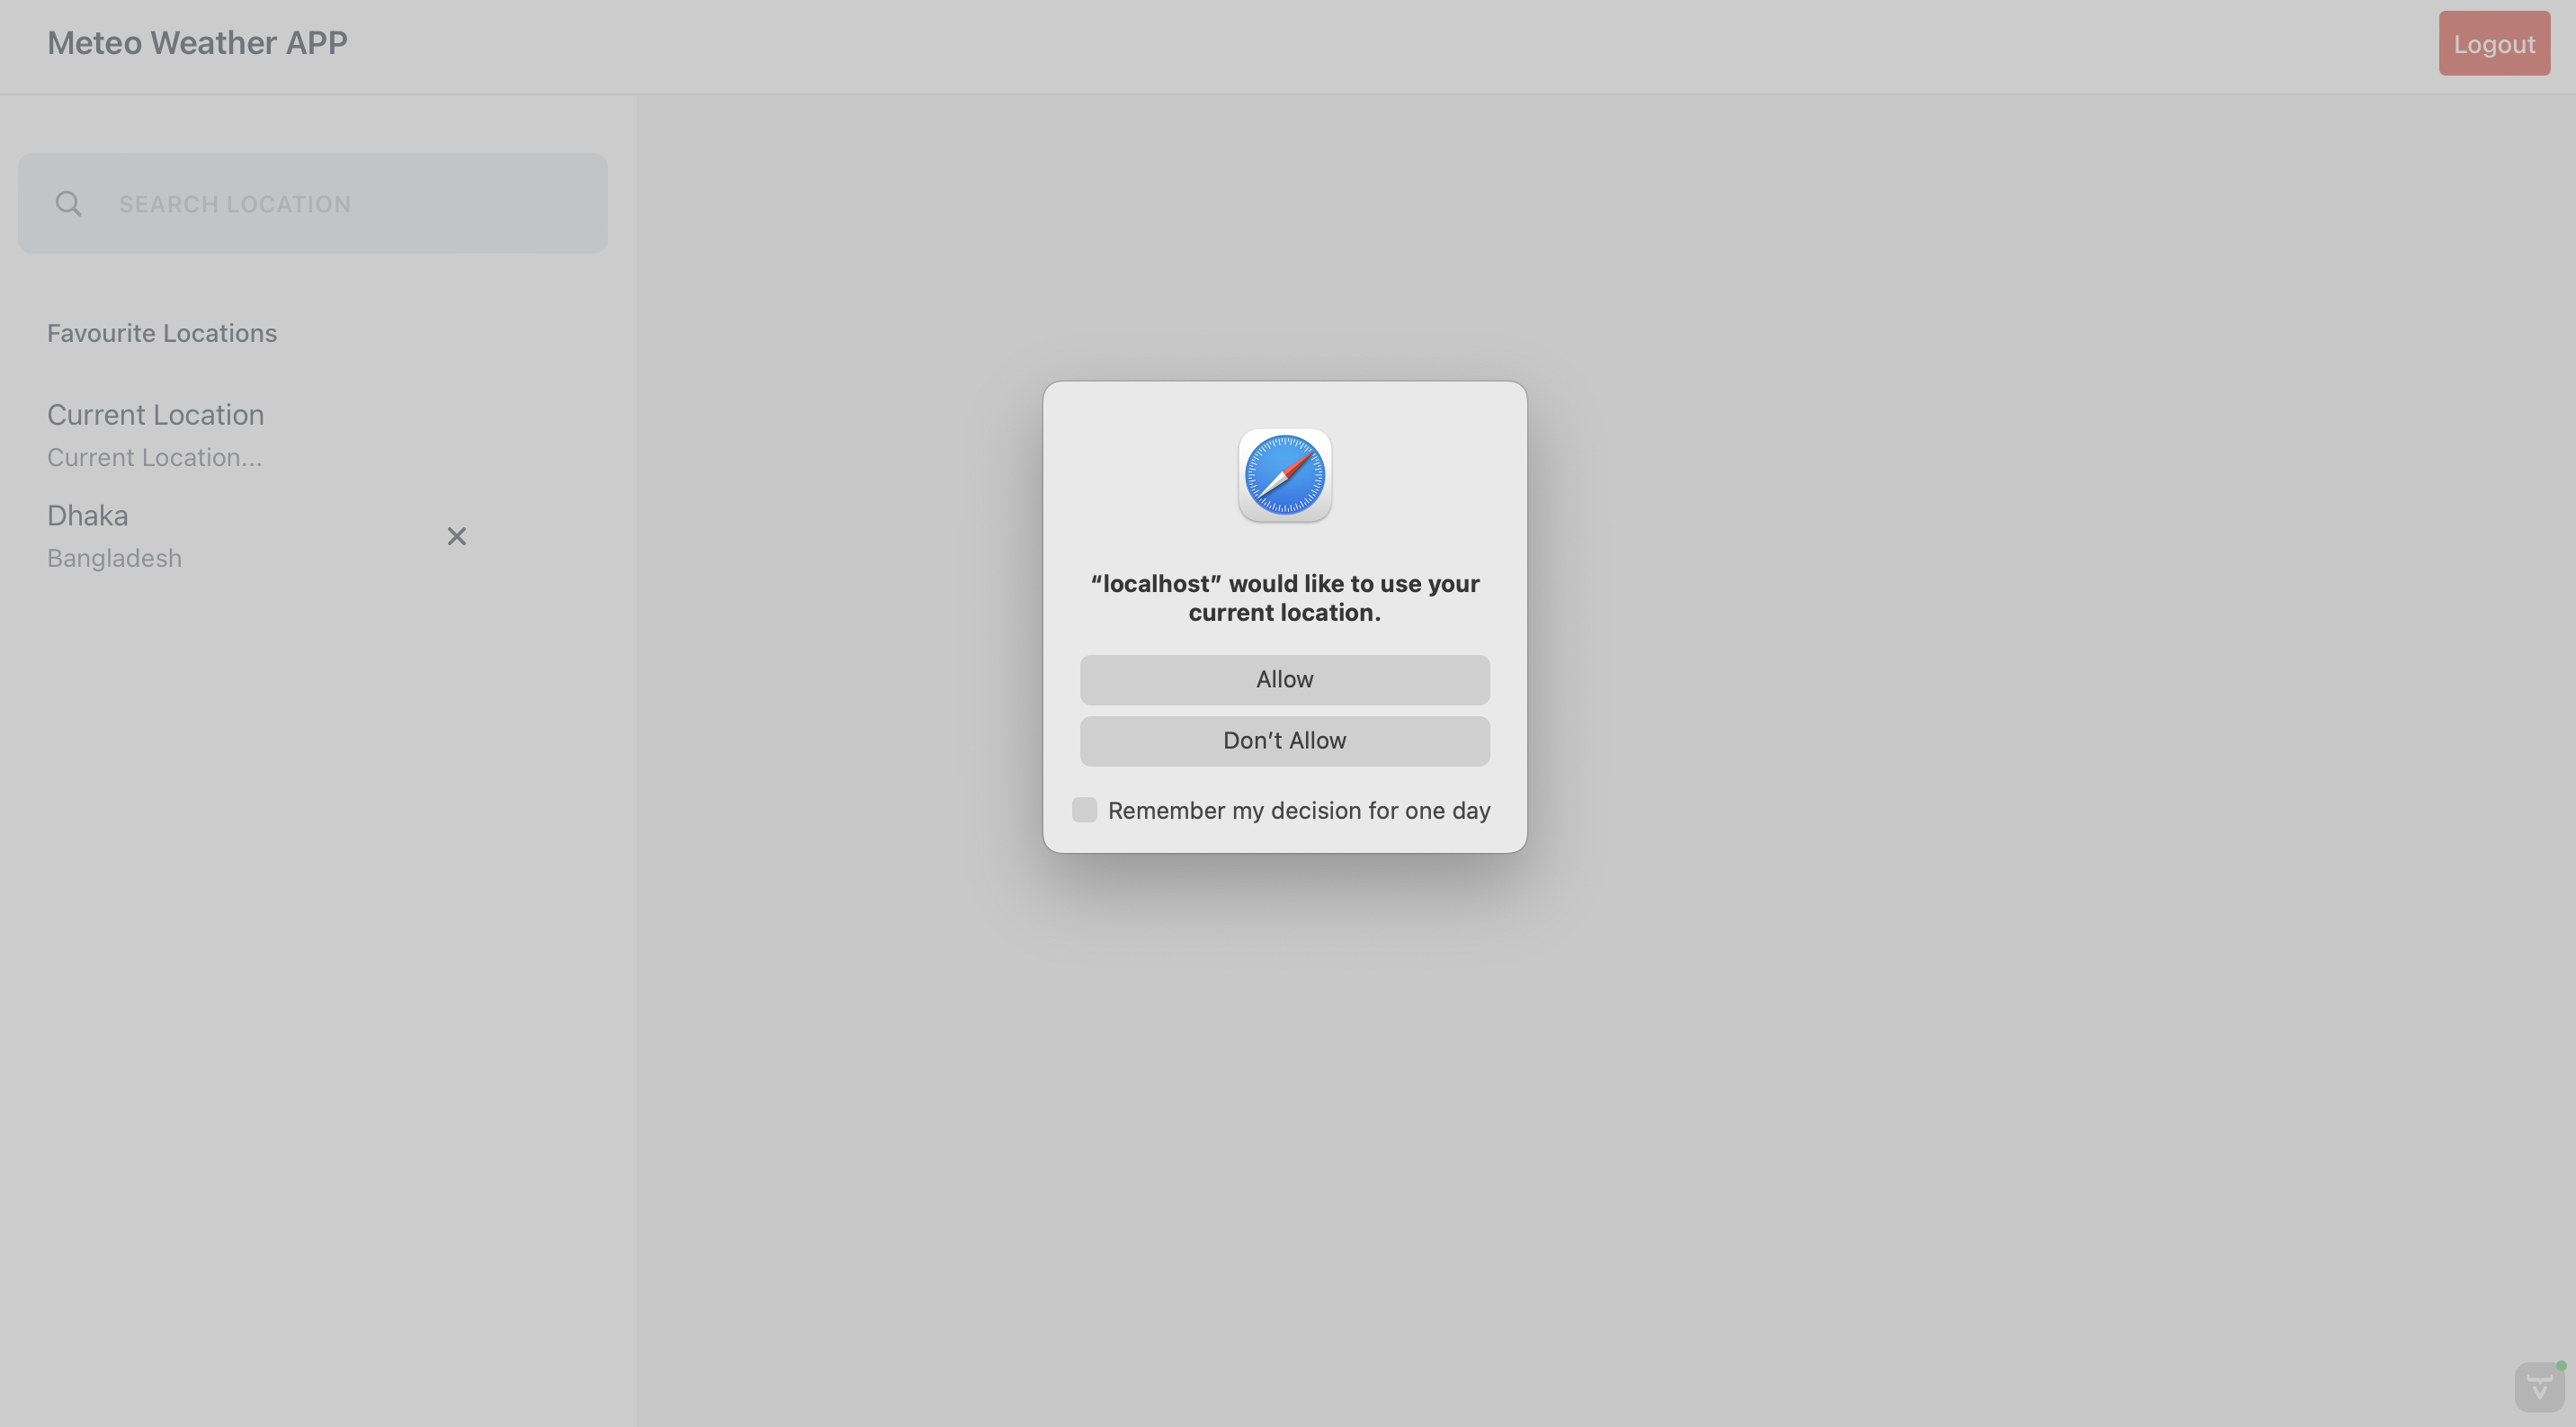 Meteo Weather APP
Logout
SEARCH LOCATION
Favourite Locations
Current Location
Current Location...
Dhaka
Bangladesh
“localhost” would like to use your
current location.
Allow
Don’t Allow
Remember my decision for one day